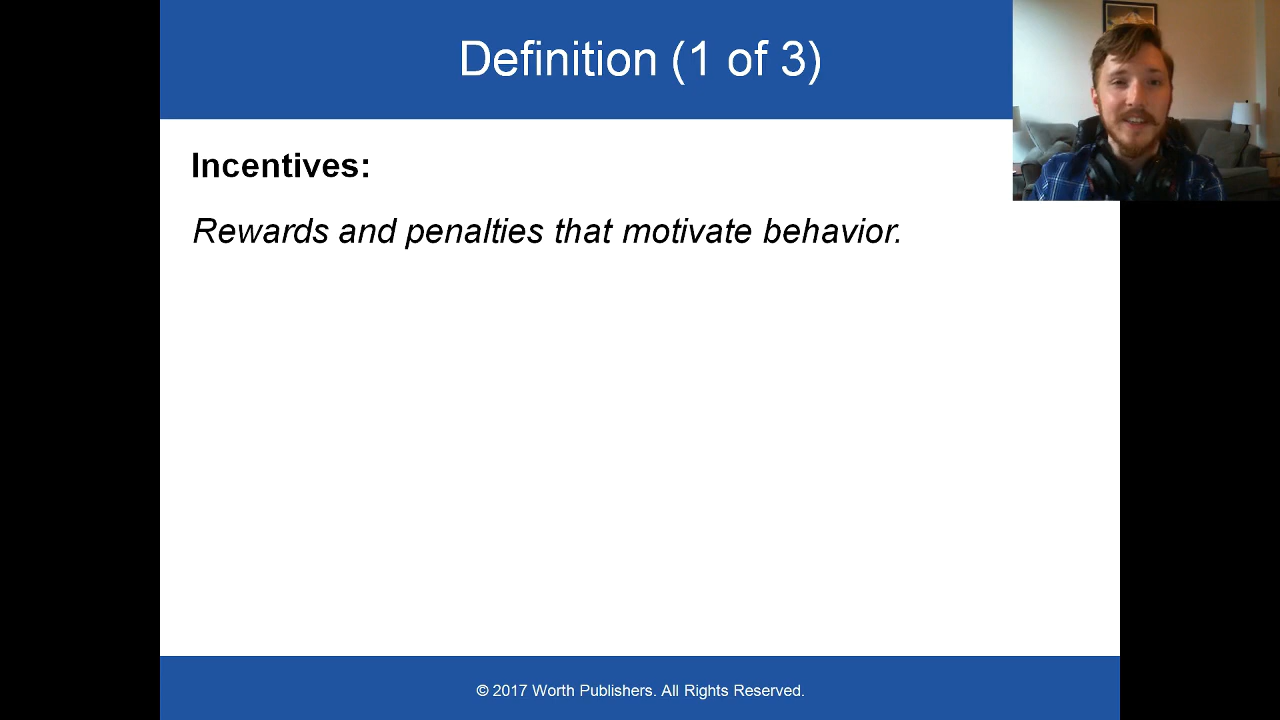 Definition (1 of 3)
Incentives:
Rewards and penalties that motivate behavior.
© 2017 Worth Publishers. All Rights Reserved.